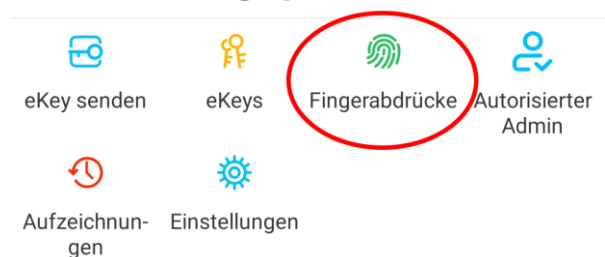 eKey senden eKeys Fingerabdrücke Autorisierter
Admin
Aufzeichnun- Einstellungen
gen